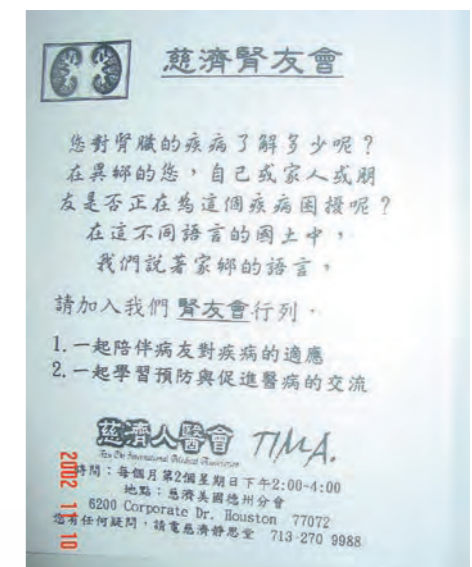 慈濟腎友會
您對腎臟的疾病了解多少呢？
在異鄉的您，自己或家人或朋
友是否正在為這個疾病困擾呢？
在這不同語言的國土中，
我們說著家鄉的語言，
請加入我們 腎友會行列．
1. 一起陪伴病友對疾病的適應
2. 一起學習預防與促進醫病的交流
慈濟人醫會 TIMA.
Tzu Chi International Medical Association
時間：每個月第2個星期日下午2:00-4:00
地點：慈濟美國德州分會
6200 Corporate Dr. Houston 77072
您有任何疑問，請電慈濟靜思堂 713-270 9988
2002 11 10